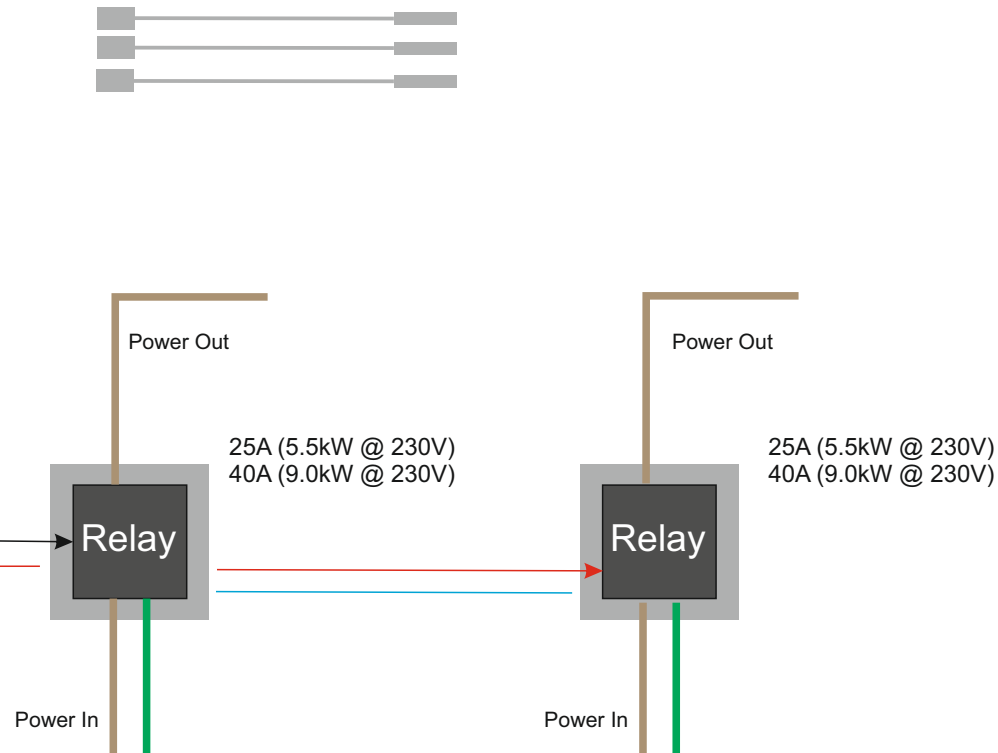 Power Out
Power Out
25A (5.5kW @ 230V)
40A (9.0kW @ 230V)
25A (5.5kW @ 230V)
40A (9.0kW @ 230V)
Relay
Relay
Power In
Power In